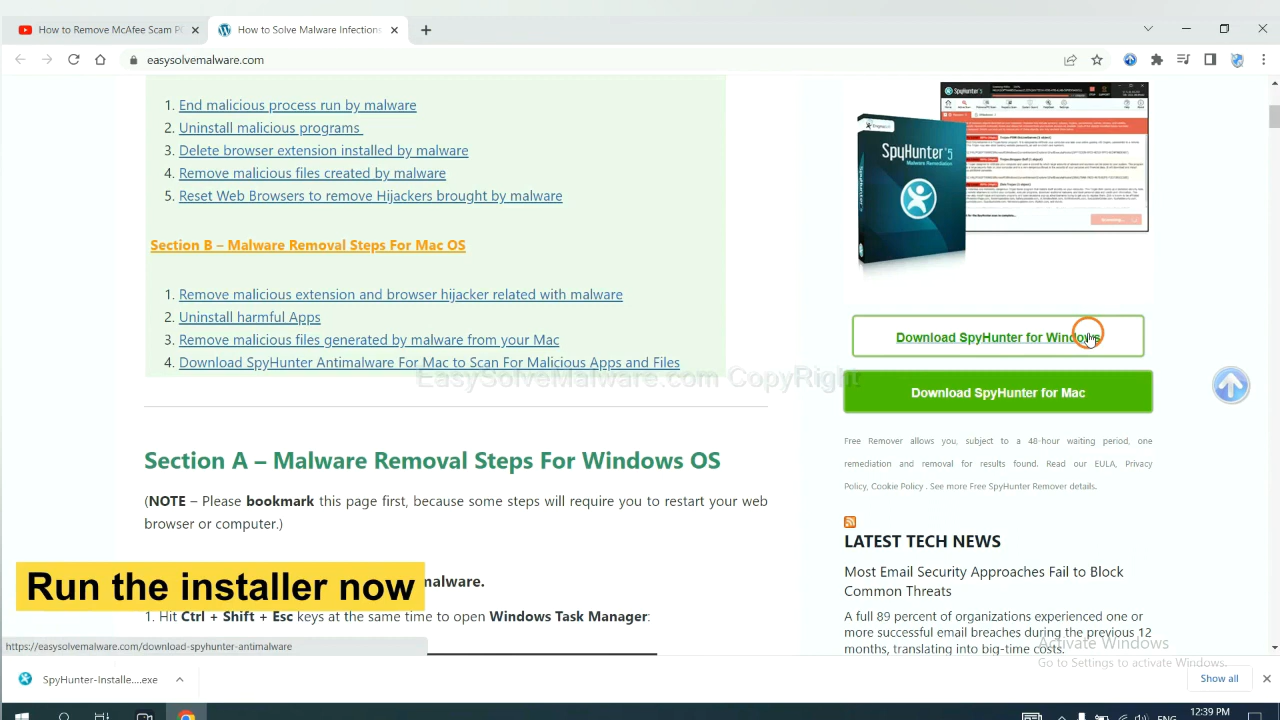 How to Remove McAfee Scam P
How to Solve Malware Infections
easysolvemalware.com
1. End malicious process run by malware
2. Uninstall malicious programs
3. Delete browser installed by malware
4. Remove malicious files created by malware
5. Reset Web Browser brought by malware
Section B – Malware Removal Steps For Mac OS
1. Remove malicious extension and browser hijacker related with malware
2. Uninstall harmful Apps
3. Remove malicious files generated by malware from your Mac
4. Download SpyHunter Antimalware For Mac to Scan For Malicious Apps and Files
SpyHunter 5
Malware Remediation
SpyHunter 5
Download SpyHunter for Windows
EasySolveMalware.com CopyRight
Download SpyHunter for Mac
Free Remover allows you, subject to a 48-hour waiting period, one
remediation and removal for results found. Read our EULA, Privacy
Policy, Cookie Policy . See more Free SpyHunter Remover details.
Section A – Malware Removal Steps For Windows OS
(NOTE – Please bookmark this page first, because some steps will require you to restart your web
browser or computer.)
malware.
Run the installer now
1. Hit Ctrl + Shift + Esc keys at the same time to open Windows Task Manager:
LATEST TECH NEWS
Most Email Security Approaches Fail to Block
Common Threats
A full 89 percent of organizations experienced one or
more successful email breaches during the previous 12
months, translating into big-time costs.
Activate Windows
Go to Settings to activate Windows.
https://easysolvemalware.com/download-spyhunter-antimalware
SpyHunter-Installe....exe
Show all
ENG
12:39 PM